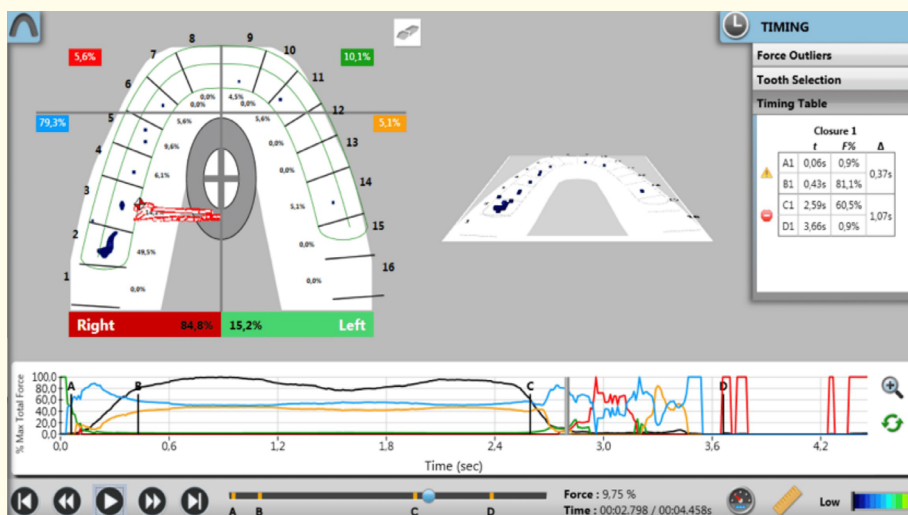 TIMING
Force Outliers
Tooth Selection
Timing Table
Closure 1
t F% Δ
A1 0,06s 0,9% 0,37s
B1 0,43s 81,1%
C1 2,59s 60,5% 1,07s
D1 3,66s 0,9%
5,6% 10,1%
79,3% 5,1%
8 9
7 10
6 11
5 12
4 13
3 14
2 15
1 16
0,0% 4,5%
0,0% 0,0%
5,6% 5,6%
9,6% 0,0%
6,1% 0,0%
5,1%
49,5% 0,0%
0,0% 0,0%
Right 84,8% 15,2% Left
% Max Total Force
100.0
80.0
60.0
40.0
20.0
0.0
A B C D
0.0 0.6 1.2 1.8 2.4 3.0 3.6 4.2
Time (sec)
A B C D
Force : 9,75 %
Time : 00:02.798 / 00:04.458s
Low